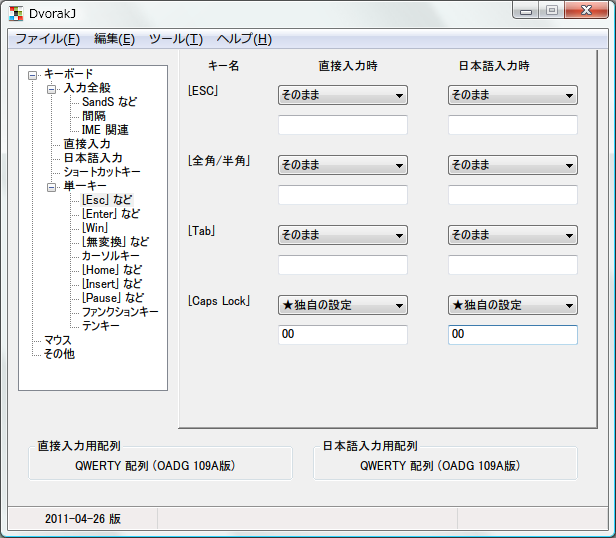 DvorakJ
ファイル(F) 編集(E) ツール(T) ヘルプ(H)
キーボード
入力全般
SandS など
間隔
IME 関連
直接入力
日本語入力
ショートカットキー
単一キー
⌊Esc⌋ など
⌊Enter⌋ など
⌊Win⌋
⌊無変換⌋ など
カーソルキー
⌊Home⌋ など
⌊Insert⌋ など
⌊Pause⌋ など
ファンクションキー
テンキー
マウス
その他
キー名 直接入力時 日本語入力時
⌊ESC⌋ そのまま そのまま
⌊全角/半角⌋ そのまま そのまま
⌊Tab⌋ そのまま そのまま
⌊Caps Lock⌋ ★独自の設定 ★独自の設定
00 00
直接入力用配列 日本語入力用配列
QWERTY 配列 (OADG 109A版) QWERTY 配列 (OADG 109A版)
2011-04-26 版